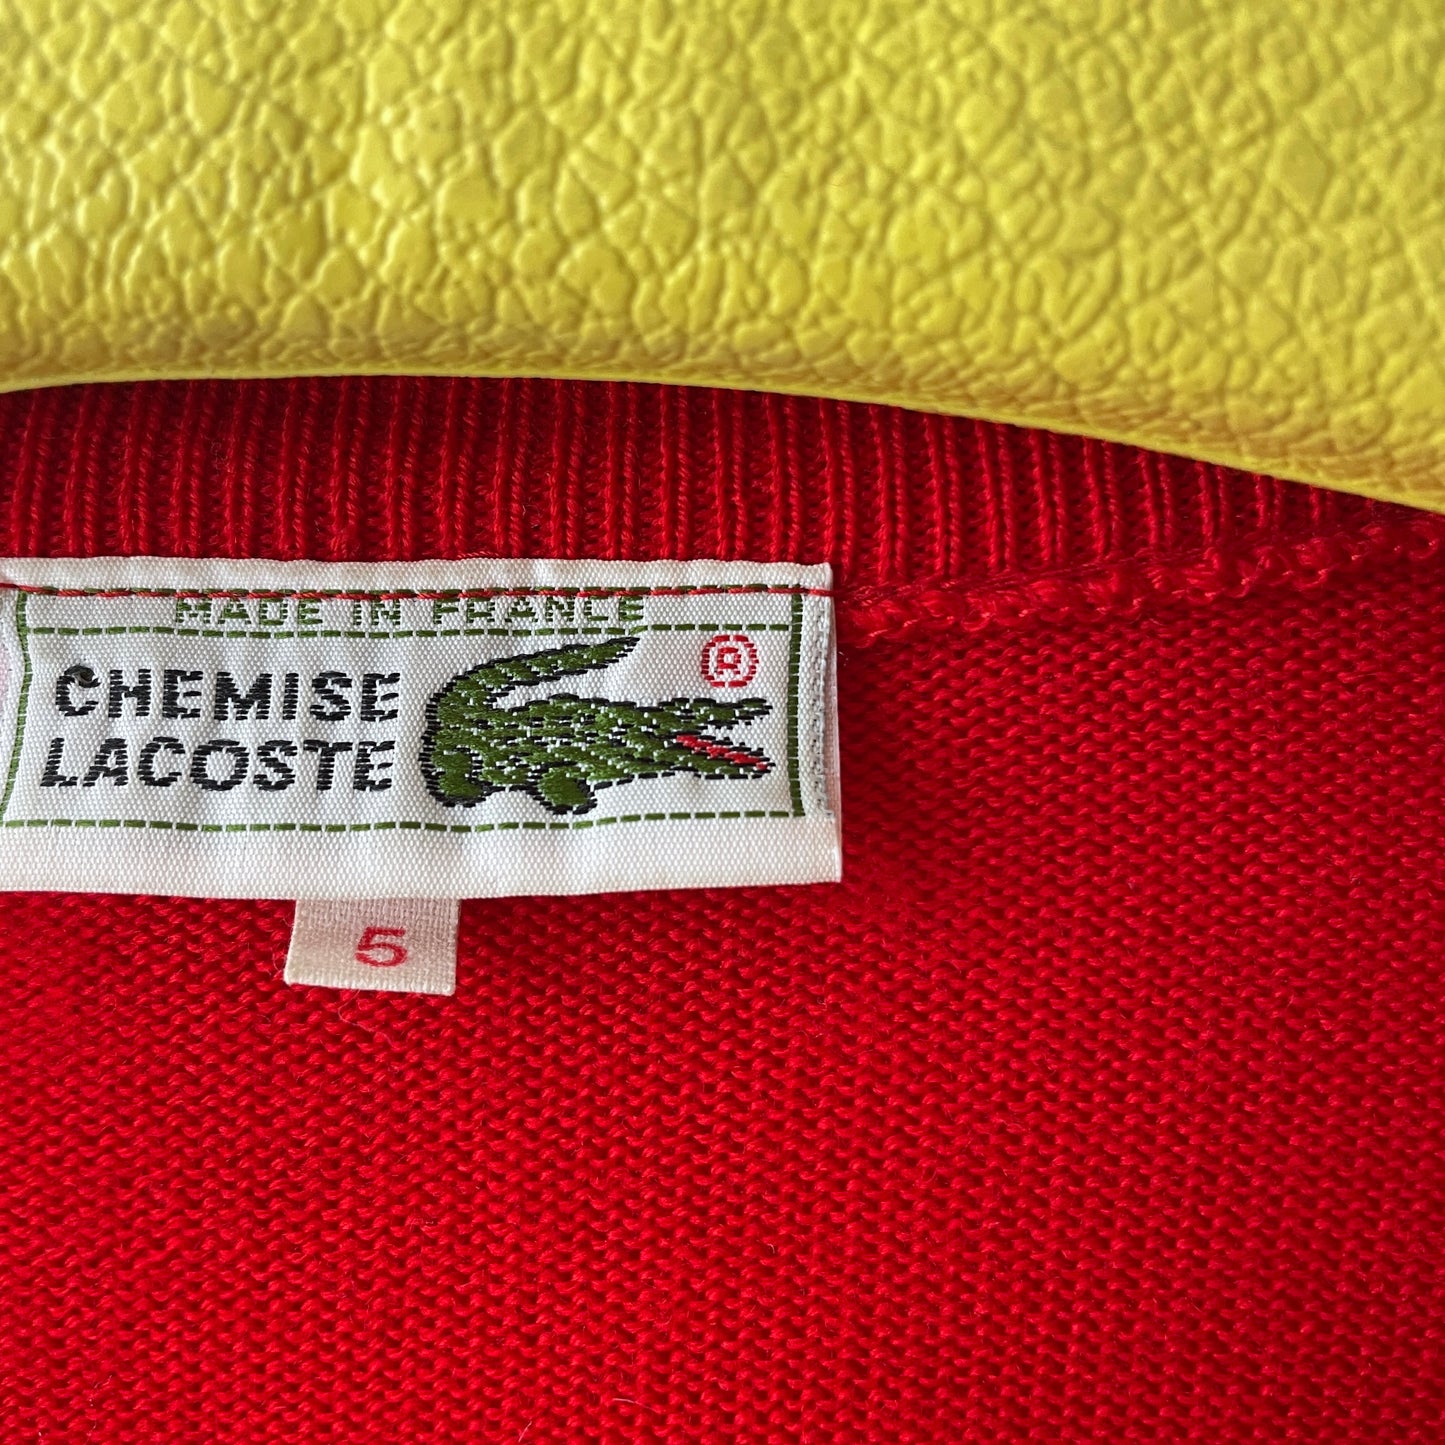 MADE IN FRANCE
CHEMISE
LACOSTE
®
5